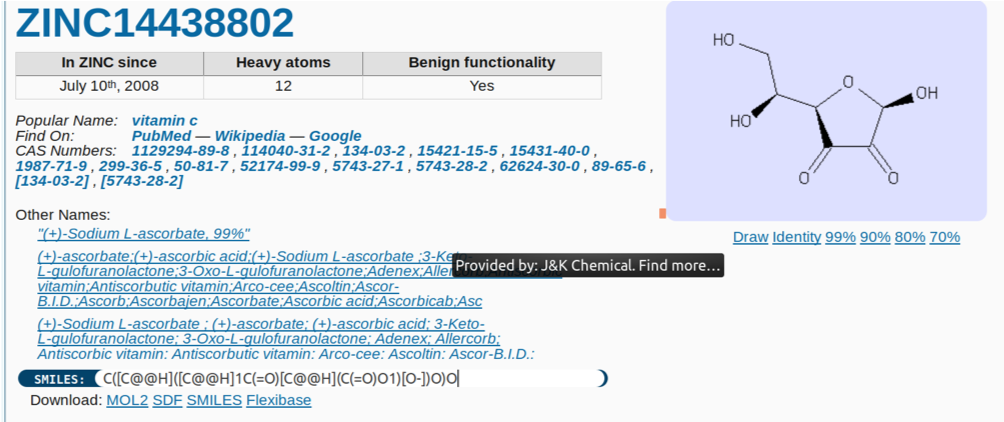 ZINC14438802
In ZINC since Heavy atoms Benign functionality
July 10th, 2008 12 Yes
Popular Name: vitamin c
Find On: PubMed — Wikipedia — Google
CAS Numbers: 1129294-89-8 , 114040-31-2 , 134-03-2 , 15421-15-5 , 15431-40-0 ,
1987-71-9 , 299-36-5 , 50-81-7 , 52174-99-9 , 5743-27-1 , 5743-28-2 , 62624-30-0 , 89-65-6 ,
[134-03-2] , [5743-28-2]
Other Names:
"(+)-Sodium L-ascorbate, 99%"
(+)-ascorbate;(+)-ascorbic acid;(+)-Sodium L-ascorbate ;3-Keto-
L-gulofuranolactone;3-Oxo-L-gulofuranolactone;Adenex;Aller
Provided by: J&K Chemical. Find more...
vitamin;Antiscorbutic vitamin;Arco-cee;Ascoltin;Ascor-
B.I.D.;Ascorb;Ascorbajen;Ascorbate;Ascorbic acid;Ascorbicab;Asc
(+)-Sodium L-ascorbate ; (+)-ascorbate; (+)-ascorbic acid; 3-Keto-
L-gulofuranolactone; 3-Oxo-L-gulofuranolactone; Adenex; Allercorb;
Antiscorbic vitamin: Antiscorbutic vitamin: Arco-cee: Ascoltin: Ascor-B.I.D.:
SMILES: C([C@@H]([C@@H]1C(=O)[C@@H](C(=O)O1)[O-])O)O
Download: MOL2 SDF SMILES Flexibase
HO
O
OH
HO
O
O
Draw Identity 99% 90% 80% 70%